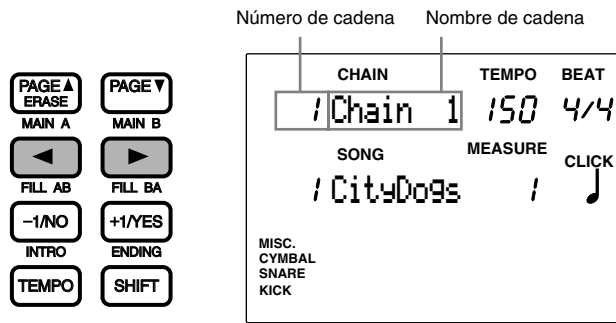 Número de cadena Nombre de cadena
PAGE▲ ERASE PAGE▼
MAIN A MAIN B
◄ ►
FILL AB FILL BA
–1/NO +1/YES
INTRO ENDING
TEMPO SHIFT
CHAIN TEMPO BEAT
1 Chain 1 150 4/4
SONG MEASURE CLICK
1 CityDogs 1
MISC.
CYMBAL
SNARE
KICK